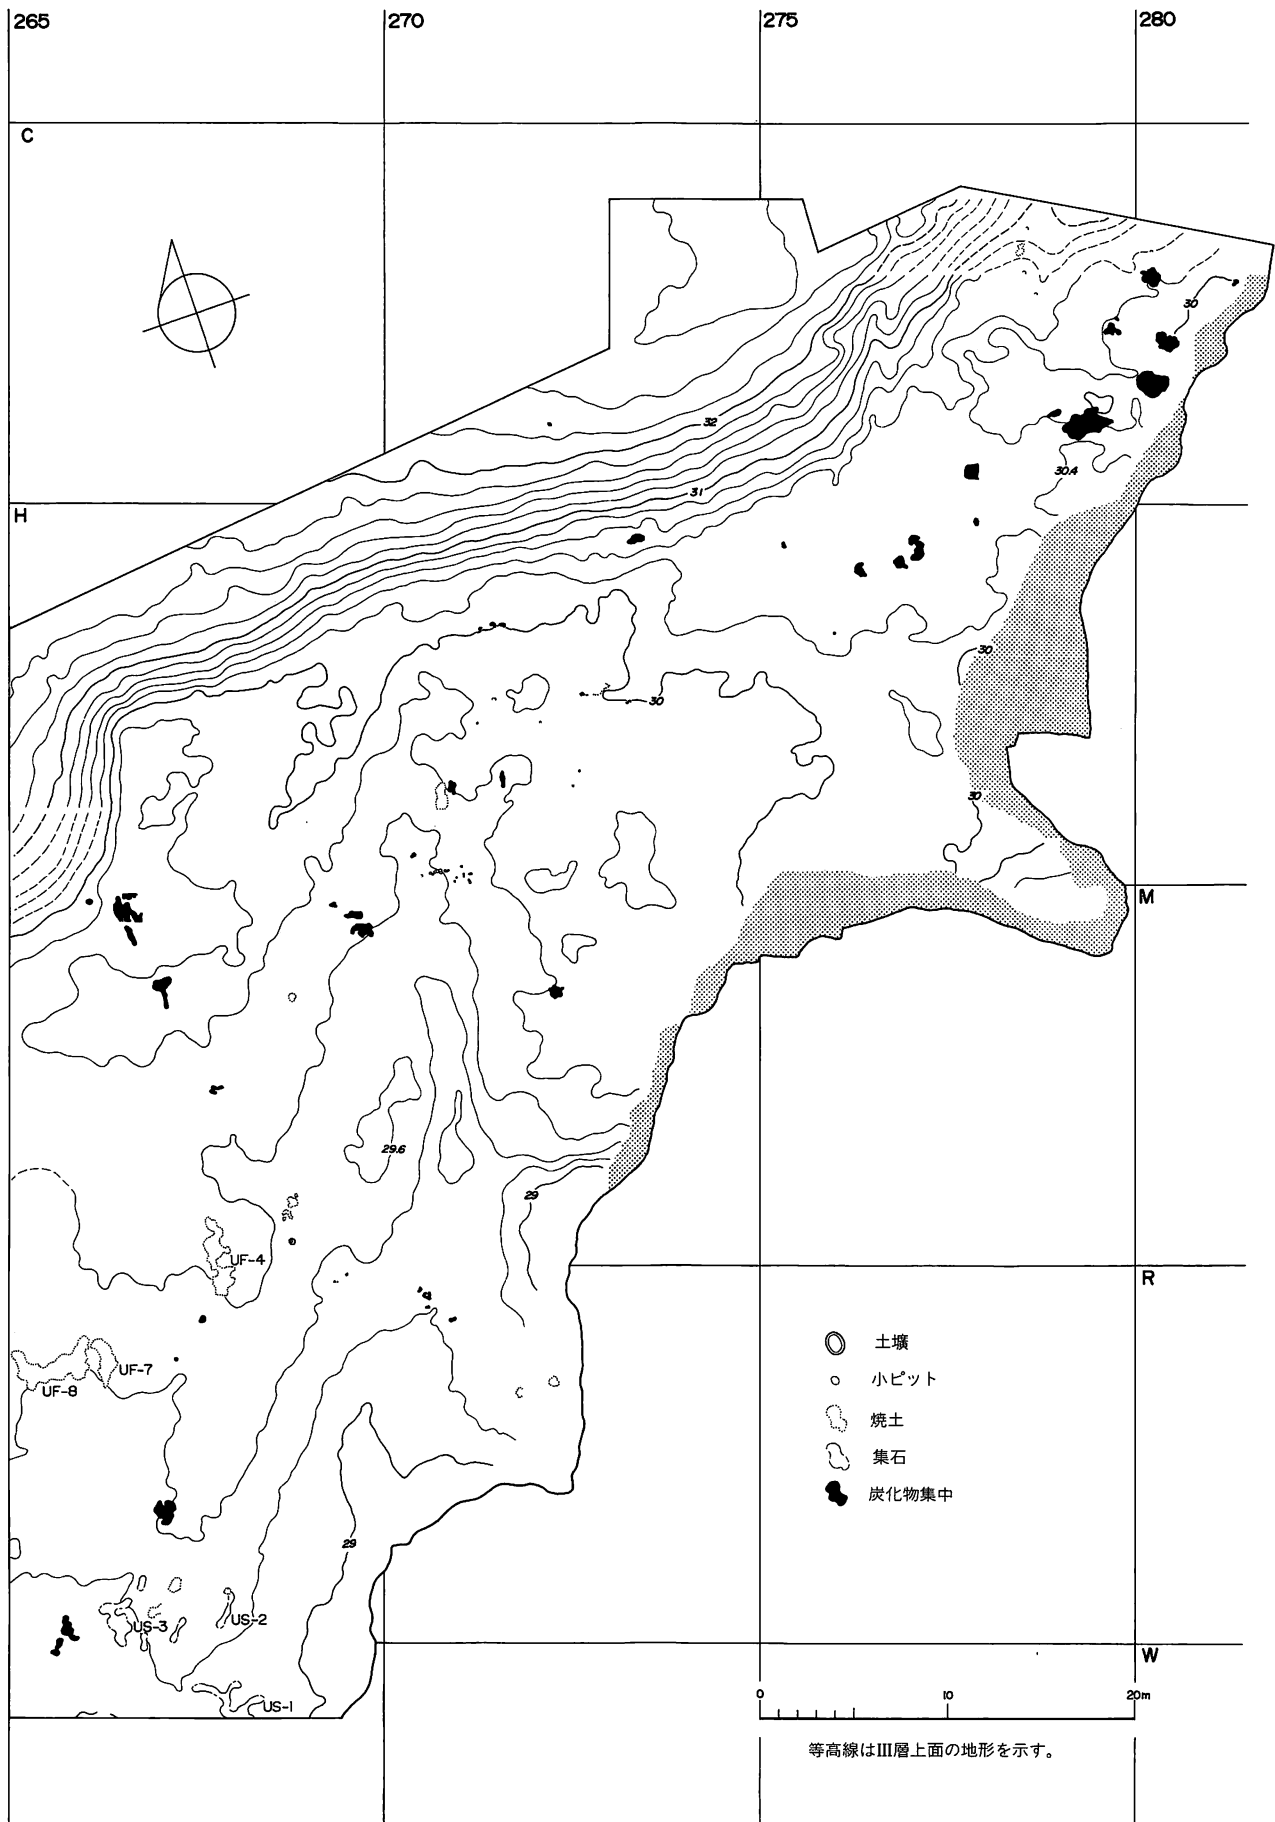 265
270
275
280
C
30
32
30.4
31
H
30
30
30
M
29.6
29
UF-4
R
土壙
UF-7
小ピット
UF-8
焼土
集石
炭化物集中
29
US-3
US-2
W
0 10 20m
US-1
等高線はIII層上面の地形を示す。